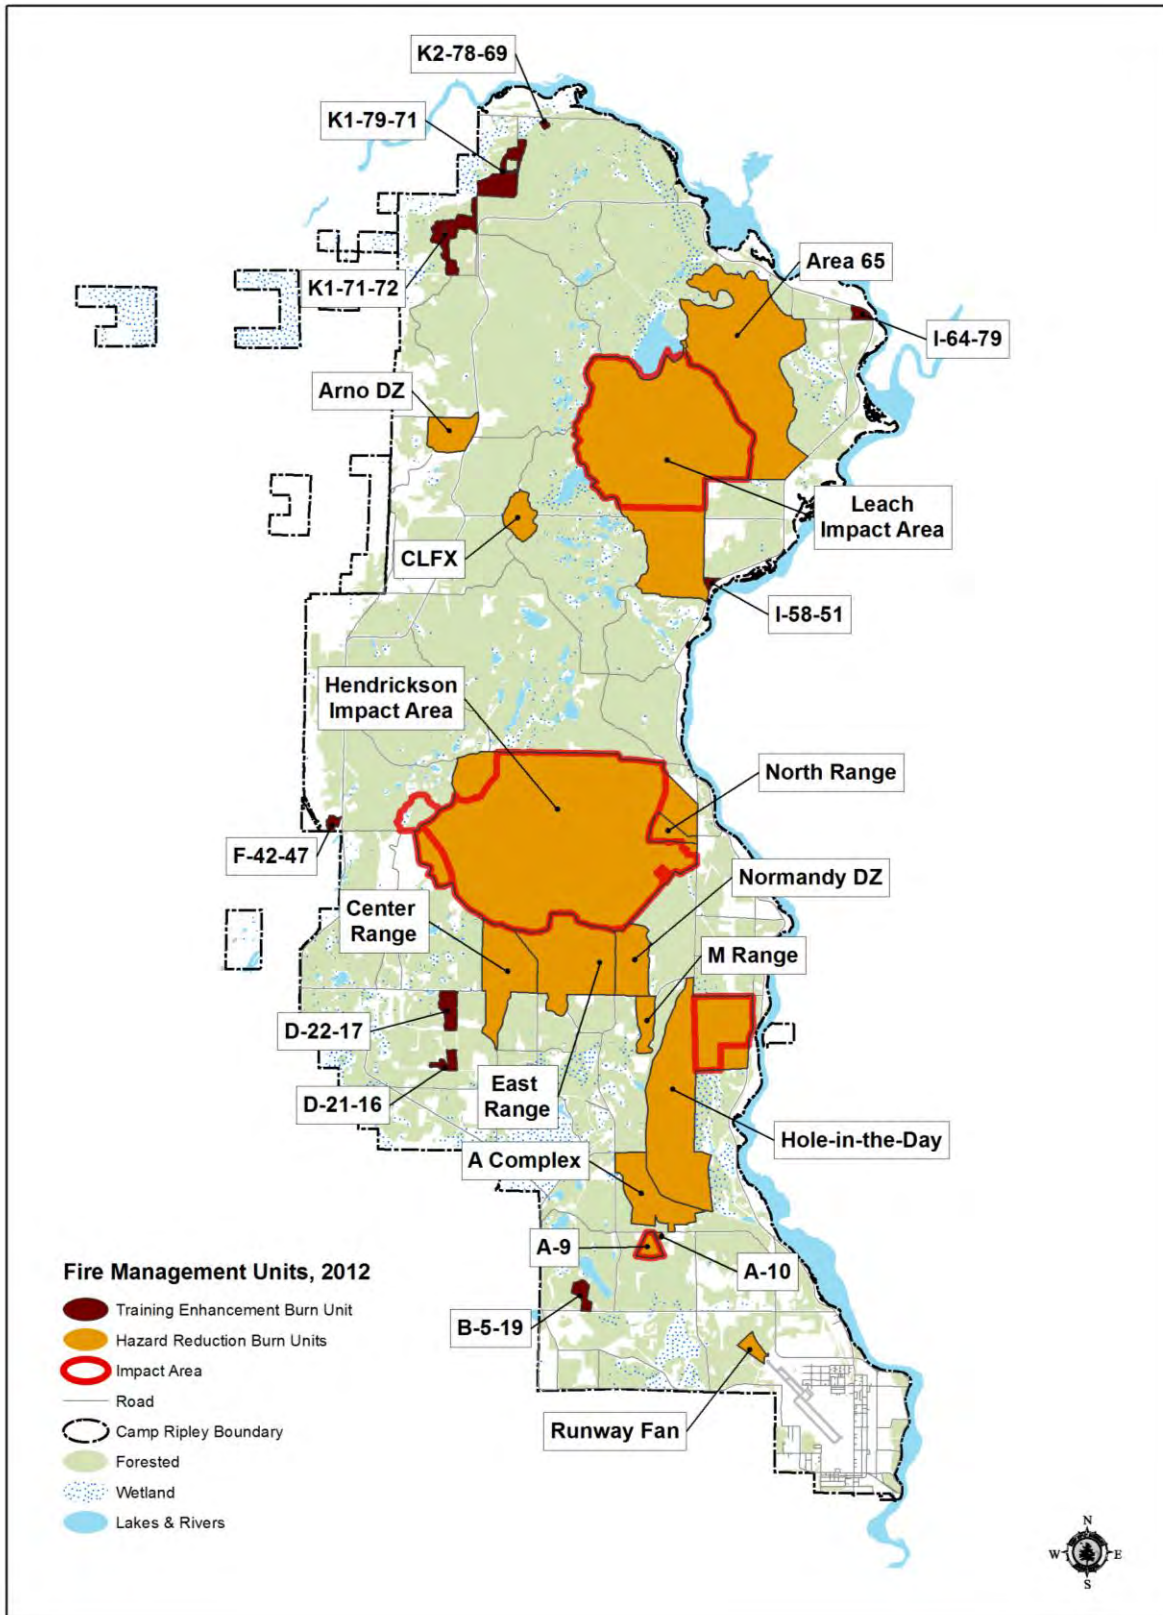 K2-78-69
K1-79-71
Area 65
K1-71-72
I-64-79
Arno DZ
Leach
Impact Area
CLFX
I-58-51
Hendrickson
Impact Area
North Range
F-42-47
Normandy DZ
Center
Range
M Range
D-22-17
East
Range
D-21-16
Hole-in-the-Day
A Complex
A-9
A-10
B-5-19
Runway Fan
Fire Management Units, 2012
Training Enhancement Burn Unit
Hazard Reduction Burn Units
Impact Area
Road
Camp Ripley Boundary
Forested
Wetland
Lakes & Rivers
N
W E
S